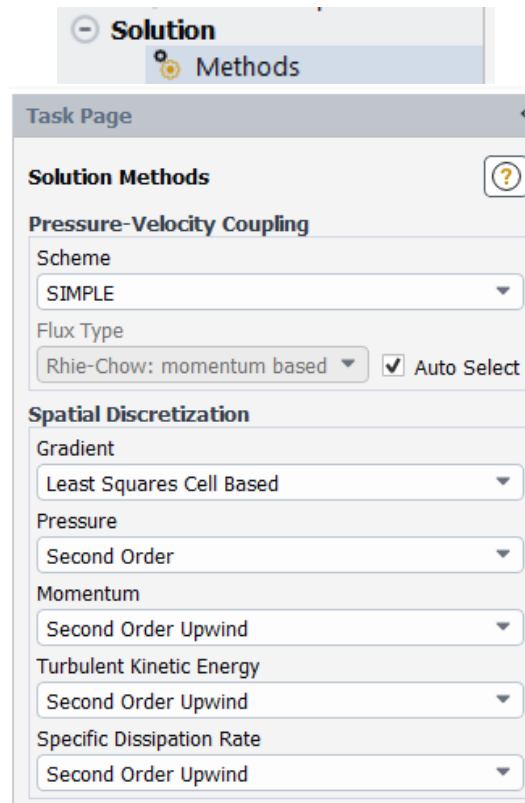 Solution
Methods
Task Page
Solution Methods
Pressure-Velocity Coupling
Scheme
SIMPLE
Flux Type
Rhie-Chow: momentum based
Auto Select
Spatial Discretization
Gradient
Least Squares Cell Based
Pressure
Second Order
Momentum
Second Order Upwind
Turbulent Kinetic Energy
Second Order Upwind
Specific Dissipation Rate
Second Order Upwind